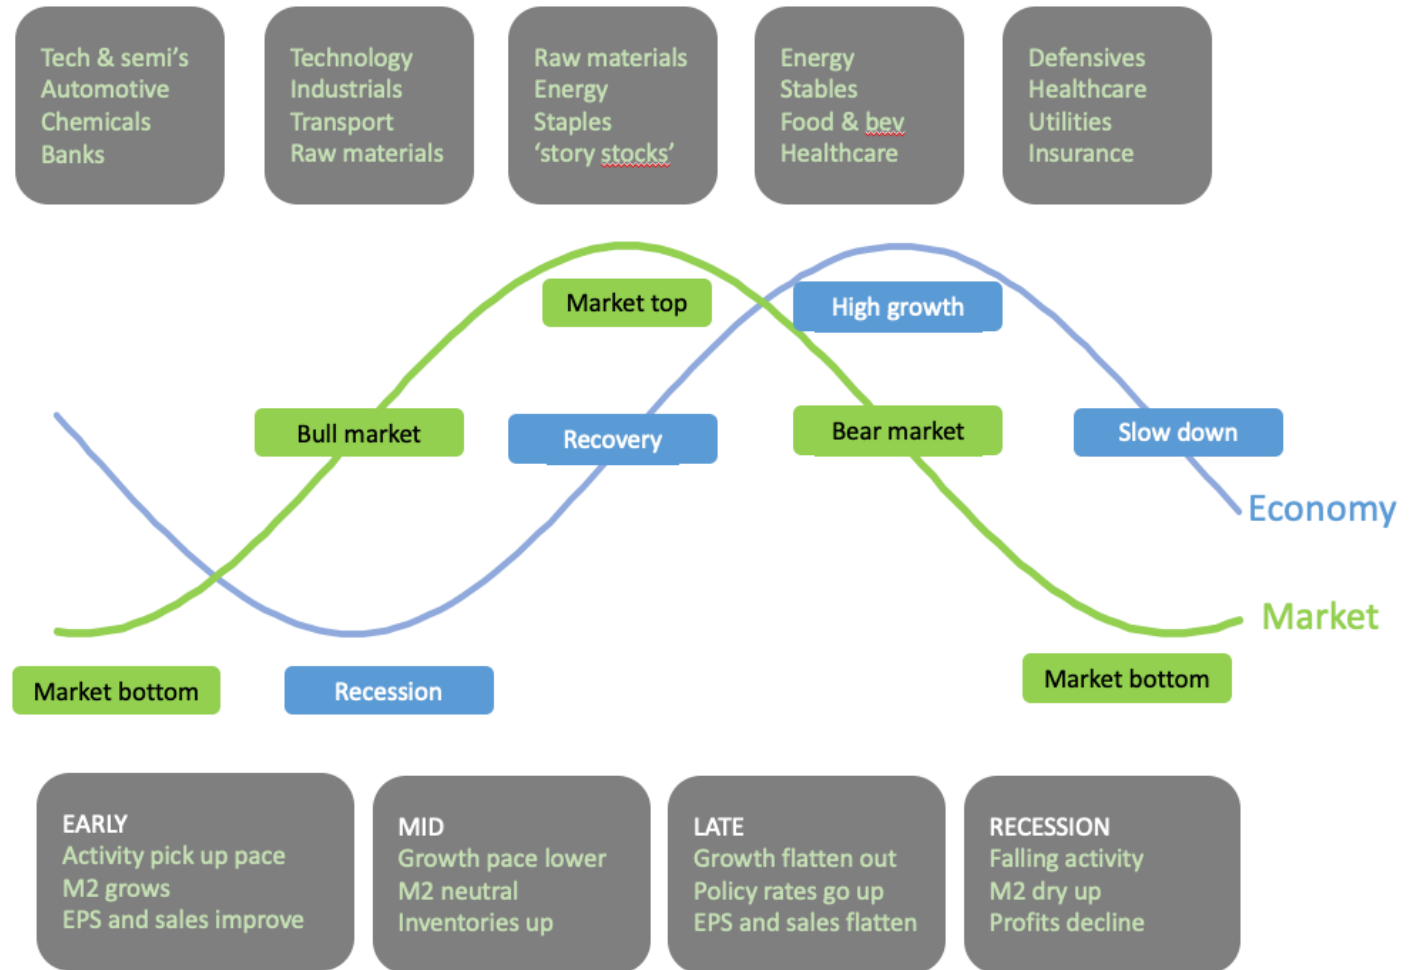 Tech & semi’s
Automotive
Chemicals
Banks
Technology
Industrials
Transport
Raw materials
Raw materials
Energy
Staples
‘story stocks’
Energy
Stables
Food & bev
Healthcare
Defensives
Healthcare
Utilities
Insurance
Market top
High growth
Bull market
Recovery
Bear market
Slow down
Economy
Market
Market bottom
Recession
Market bottom
EARLY
Activity pick up pace
M2 grows
EPS and sales improve
MID
Growth pace lower
M2 neutral
Inventories up
LATE
Growth flatten out
Policy rates go up
EPS and sales flatten
RECESSION
Falling activity
M2 dry up
Profits decline